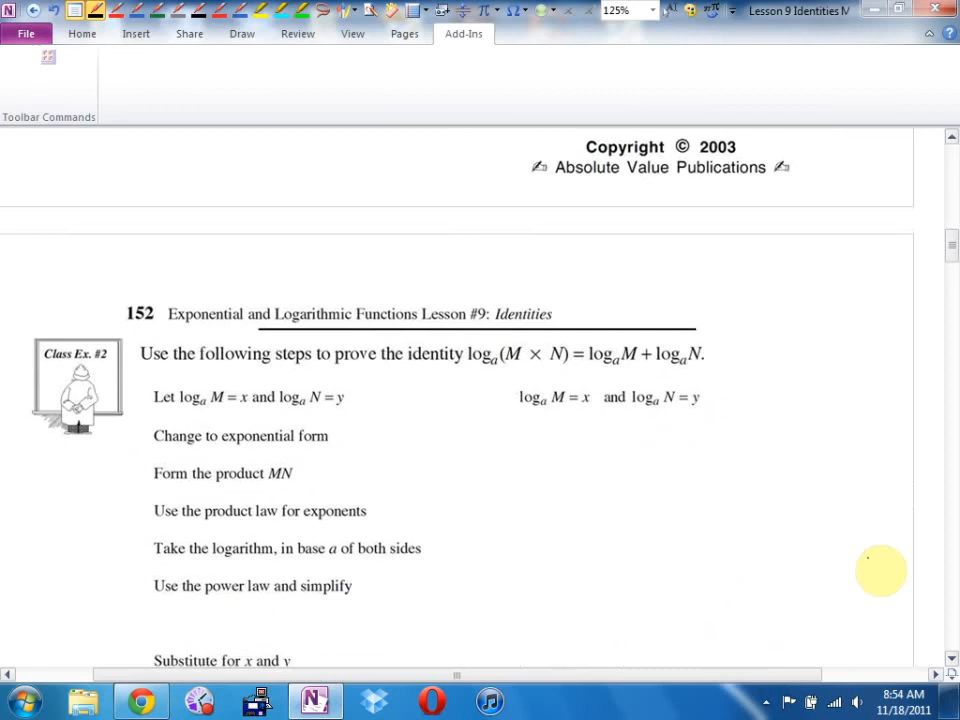 125%
Lesson 9 Identities M
File Home Insert Share Draw Review View Pages Add-Ins
Toolbar Commands
Copyright © 2003
✍ Absolute Value Publications ✍
152 Exponential and Logarithmic Functions Lesson #9: Identities
Class Ex. #2
Use the following steps to prove the identity logₐ(M × N) = logₐM + logₐN.
Let logₐ M = x and logₐ N = y
logₐ M = x and logₐ N = y
Change to exponential form
Form the product MN
Use the product law for exponents
Take the logarithm, in base a of both sides
Use the power law and simplify
Substitute for x and y
8:54 AM
11/18/2011